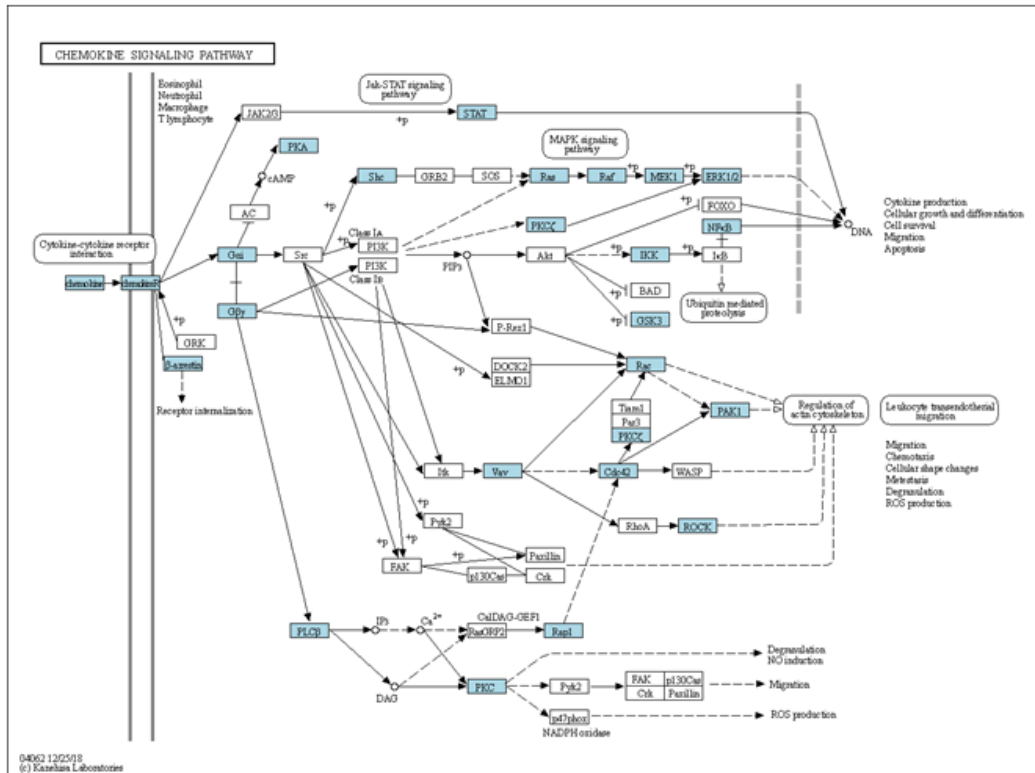 CHEMOKINE SIGNALING PATHWAY
Eosinophil
Neutrophil
Macrophage
T lymphocyte
Jak-STAT signaling
pathway
JAK2/3
+p
STAT
PKA
cAMP
AC
MAPK signaling
pathway
Shc
GRB2
SOS
Ras
Raf
+p
MEK1
+p
ERK1/2
+p
Class IA
+p
PI3K
PI3K
Class IB
PKCζ
FOXO
NFκB
DNA
Cytokine production
Cellular growth and differentiation
Cell survival
Migration
Apoptosis
Cytokine-cytokine receptor
interaction
chemokine
chemokineR
Gαi
Src
PIP3
Akt
+p
IKK
+p
IκB
+p
BAD
+p
GSK3
Ubiquitin mediated
proteolysis
Gβγ
+p
GRK
β-arrestin
Receptor internalization
P-Rex1
+p
DOCK2
ELMO1
Rac
Tiam1
Par3
PKCζ
PAK1
Regulation of
actin cytoskeleton
Leukocyte transendothelial
migration
Migration
Chemotaxis
Cellular shape changes
Metestasis
Degranulation
ROS production
Itk
Vav
Cdc42
WASP
+p
Pyk2
RhoA
ROCK
+p
+p
FAK
+p
Paxillin
p130Cas
Crk
PLCβ
IP3
Ca2+
CalDAG-GEFI
RasGRP2
Rap1
DAG
PKC
Pyk2
FAK
p130Cas
Crk
Paxillin
p47phox
NADPH oxidase
Degranulation
NO induction
Migration
ROS production
04062 12/25/18
(c) Kanehisa Laboratories